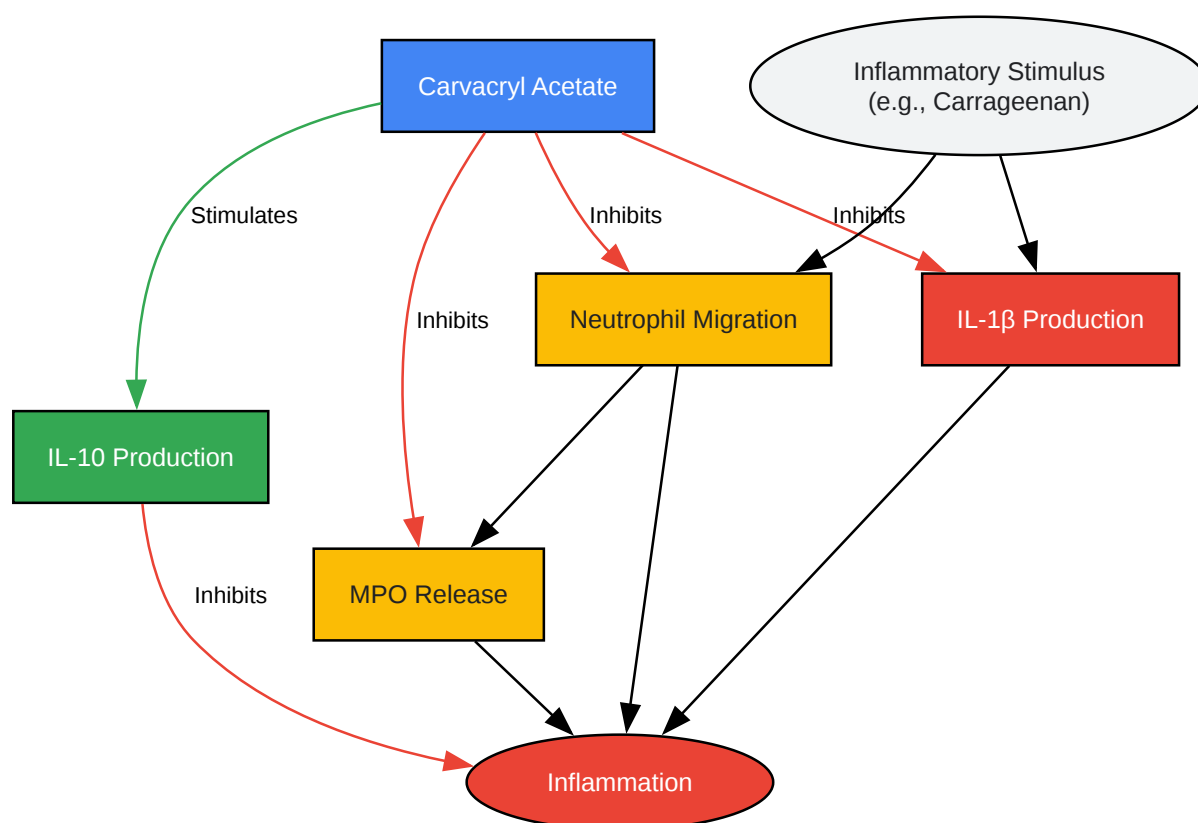 Carvacryl Acetate
Inflammatory Stimulus
(e.g., Carrageenan)
Stimulates
Inhibits
Inhibits
Inhibits
Neutrophil Migration
IL-1β Production
IL-10 Production
MPO Release
Inhibits
Inflammation